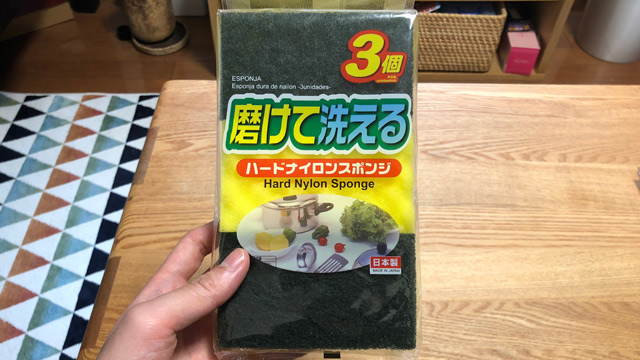 3個
ESPONJA
Esponja dura de nailon -3unidades-
磨けて洗える
ハードナイロンスポンジ
Hard Nylon Sponge
日本製
MADE IN JAPAN